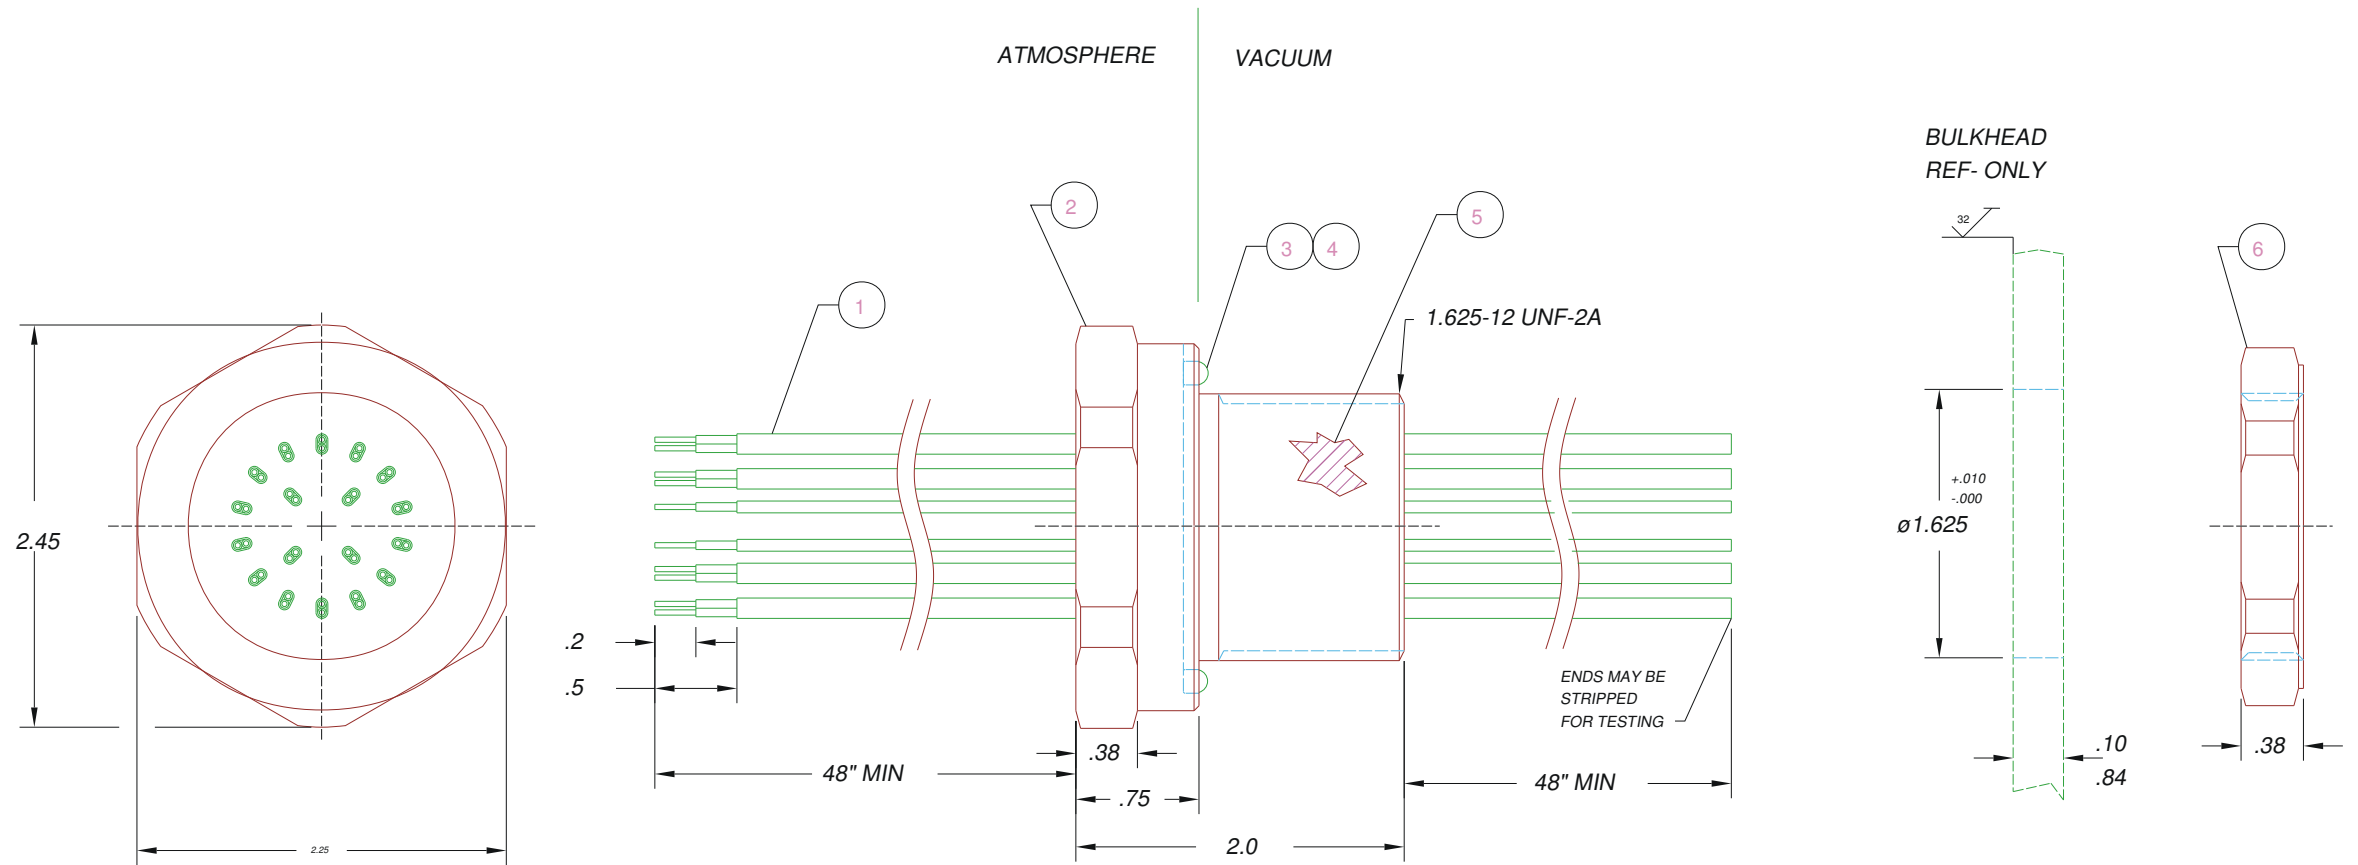 ATMOSPHERE
VACUUM
BULKHEAD
REF- ONLY
32
2
5
3
4
6
1
1.625-12 UNF-2A
+.010
-.000
ø1.625
2.45
.2
.5
ENDS MAY BE
STRIPPED
FOR TESTING
.38
48" MIN
.75
48" MIN
.10
.84
.38
2.25
2.0